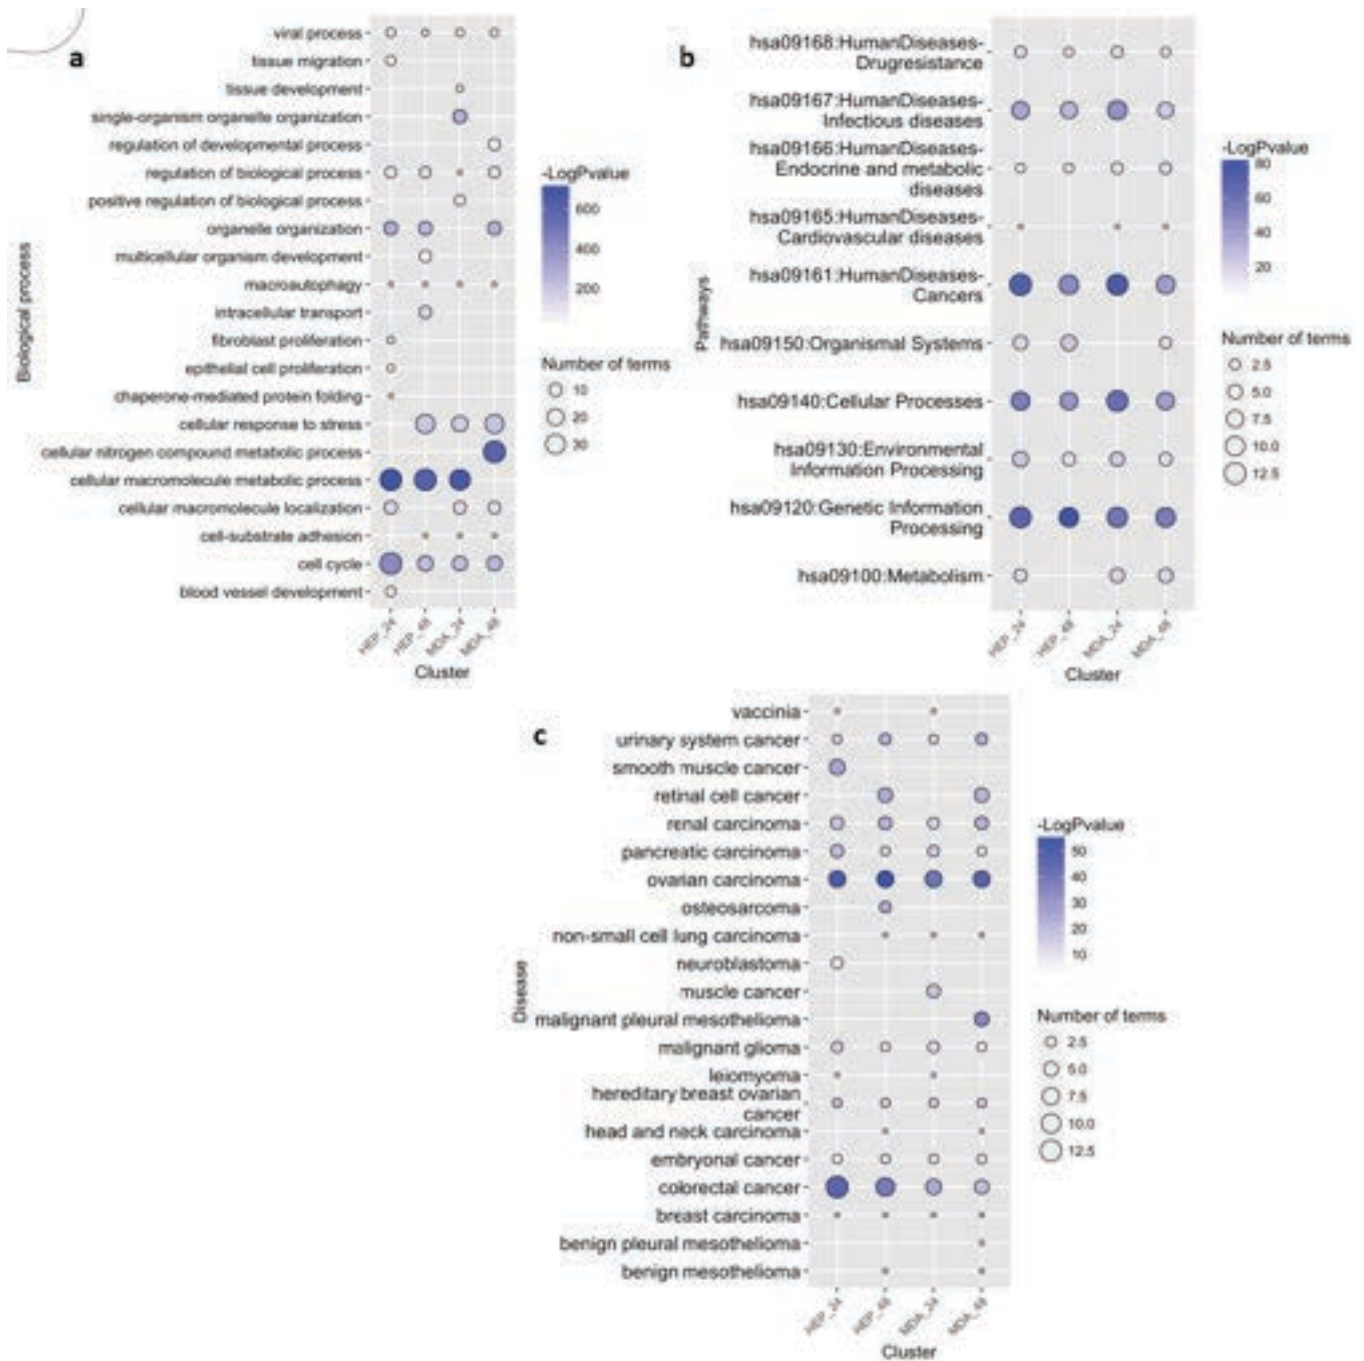 a
viral process
tissue migration
tissue development
single-organism organelle organization
regulation of developmental process
regulation of biological process
positive regulation of biological process
organelle organization
multicellular organism development
macroautophagy
intracellular transport
fibroblast proliferation
epithelial cell proliferation
chaperone-mediated protein folding
cellular response to stress
cellular nitrogen compound metabolic process
cellular macromolecule metabolic process
cellular macromolecule localization
cell-substrate adhesion
cell cycle
blood vessel development
Biological process
HEP_24
HEP_48
MDA_24
MDA_48
Cluster
-LogPvalue
600
400
200
Number of terms
10
20
30
b
hsa09168:HumanDiseases-
Drugresistance
hsa09167:HumanDiseases-
Infectious diseases
hsa09166:HumanDiseases-
Endocrine and metabolic
diseases
hsa09165:HumanDiseases-
Cardiovascular diseases
hsa09161:HumanDiseases-
Cancers
hsa09150:Organismal Systems
hsa09140:Cellular Processes
hsa09130:Environmental
Information Processing
hsa09120:Genetic Information
Processing
hsa09100:Metabolism
Pathways
HEP_24
HEP_48
MDA_24
MDA_48
Cluster
-LogPvalue
80
60
40
20
Number of terms
2.5
5.0
7.5
10.0
12.5
c
vaccinia
urinary system cancer
smooth muscle cancer
retinal cell cancer
renal carcinoma
pancreatic carcinoma
ovarian carcinoma
osteosarcoma
non-small cell lung carcinoma
neuroblastoma
muscle cancer
malignant pleural mesothelioma
malignant glioma
leiomyoma
hereditary breast ovarian
cancer
head and neck carcinoma
embryonal cancer
colorectal cancer
breast carcinoma
benign pleural mesothelioma
benign mesothelioma
Disease
HEP_24
HEP_48
MDA_24
MDA_48
Cluster
-LogPvalue
50
40
30
20
10
Number of terms
2.5
5.0
7.5
10.0
12.5